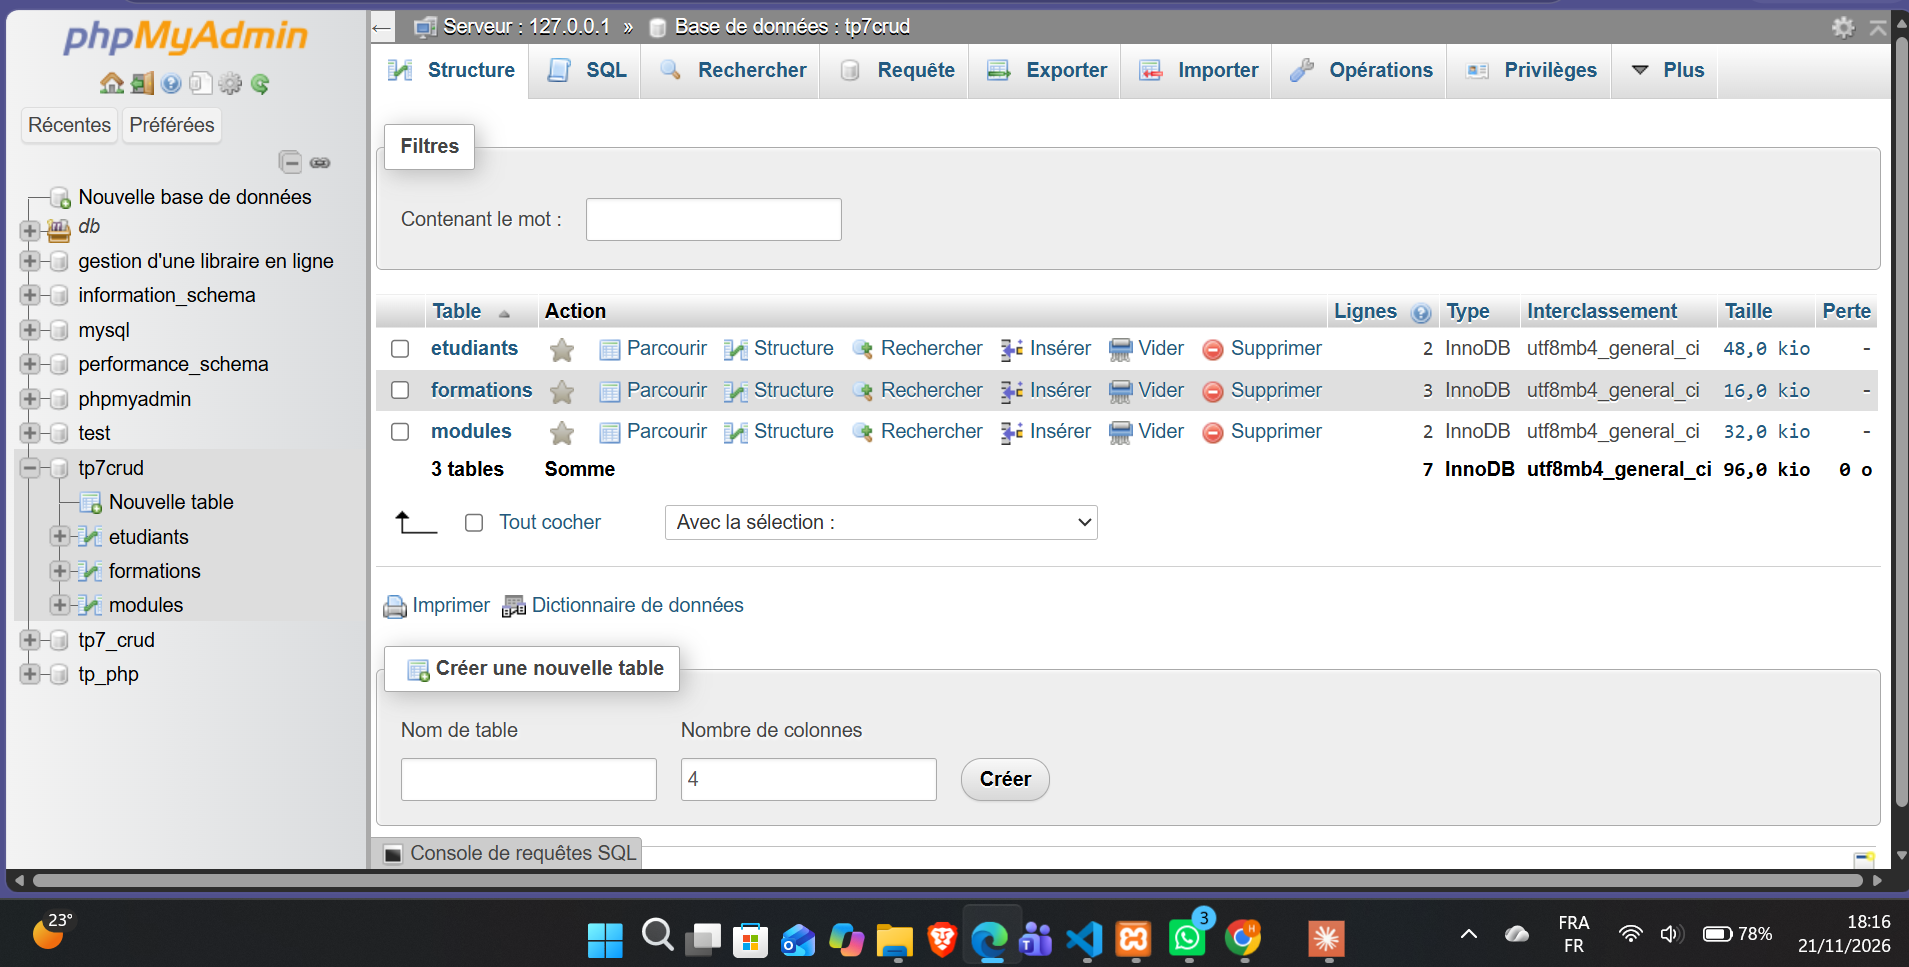 phpMyAdmin
Récentes Préférées
Nouvelle base de données
db
gestion d'une libraire en ligne
information_schema
mysql
performance_schema
phpmyadmin
test
tp7crud
Nouvelle table
etudiants
formations
modules
tp7_crud
tp_php
Serveur : 127.0.0.1 » Base de données : tp7crud
Structure SQL Rechercher Requête Exporter Importer Opérations Privilèges Plus
Filtres
Contenant le mot :
Table Action Lignes Type Interclassement Taille Perte
etudiants Parcourir Structure Rechercher Insérer Vider Supprimer 2 InnoDB utf8mb4_general_ci 48,0 kio -
formations Parcourir Structure Rechercher Insérer Vider Supprimer 3 InnoDB utf8mb4_general_ci 16,0 kio -
modules Parcourir Structure Rechercher Insérer Vider Supprimer 2 InnoDB utf8mb4_general_ci 32,0 kio -
3 tables Somme 7 InnoDB utf8mb4_general_ci 96,0 kio 0 o
Tout cocher Avec la sélection :
Imprimer Dictionnaire de données
Créer une nouvelle table
Nom de table Nombre de colonnes
4 Créer
Console de requêtes SQL
23°
3
FRA
FR
78%
18:16
21/11/2026